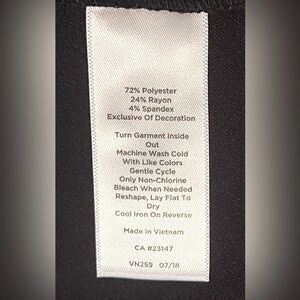 72% Polyester
24% Rayon
4% Spandex
Exclusive Of Decoration
Turn Garment Inside
Out
Machine Wash Cold
With Like Colors
Gentle Cycle
Only Non-Chlorine
Bleach When Needed
Reshape, Lay Flat To
Dry
Cool Iron On Reverse
Made In Vietnam
CA #23147
VN259 07/18